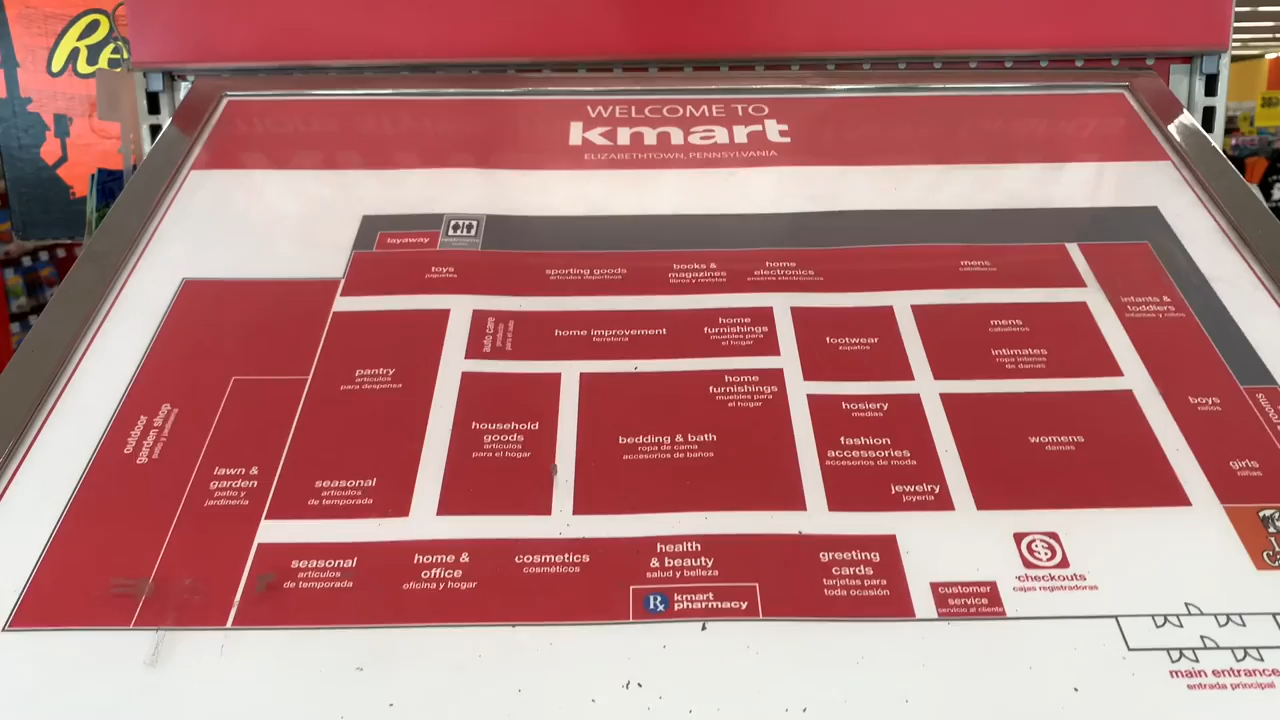 Re
WELCOME TO
kmart
ELIZABETHTOWN, PENNSYLVANIA
layaway
toys
juguetes
sporting goods
articulos deportivos
books &
magazines
libros y revistas
home
electronics
enseres electronicos
mens
caballeros
infants &
toddlers
infantes y niños
auto care
producto
para el auto
home improvement
ferreteria
home
furnishings
muebles para
el hogar
footwear
zapatos
mens
caballeros
intimates
ropa intimas
de damas
pantry
articulos
para despensa
seasonal
articulos
de temporada
household
goods
articulos
para el hogar
home
furnishings
muebles para
el hogar
bedding & bath
ropa de cama
accesorios de baños
hosiery
medias
fashion
accessories
accesorios de moda
jewelry
joyeria
womens
damas
boys
niños
girls
niñas
outdoor
garden shop
patio y jardineria
lawn &
garden
patio y
jardineria
seasonal
articulos
de temporada
home &
office
oficina y hogar
cosmetics
cosméticos
health
& beauty
salud y belleza
Rx kmart
pharmacy
greeting
cards
tarjetas para
toda ocasión
customer
service
servicio al cliente
$
checkouts
cajas registradoras
main entrance
entrada principal